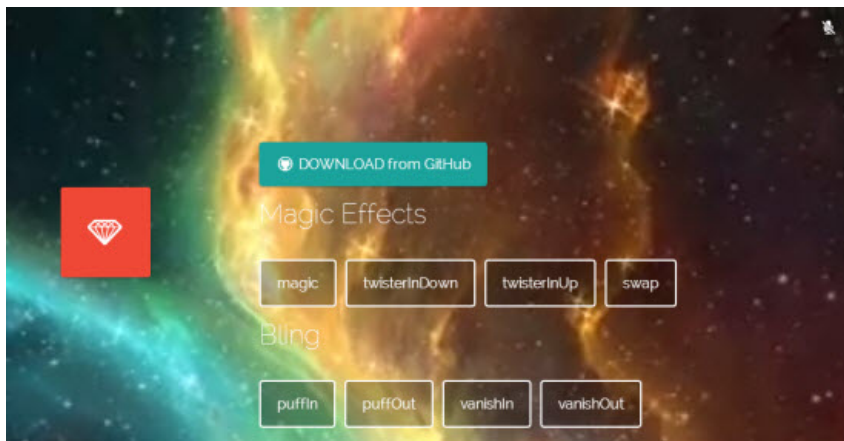 DOWNLOAD from GitHub
Magic Effects
magic twisterInDown twisterInUp swap
Bling
puffIn puffOut vanishIn vanishOut